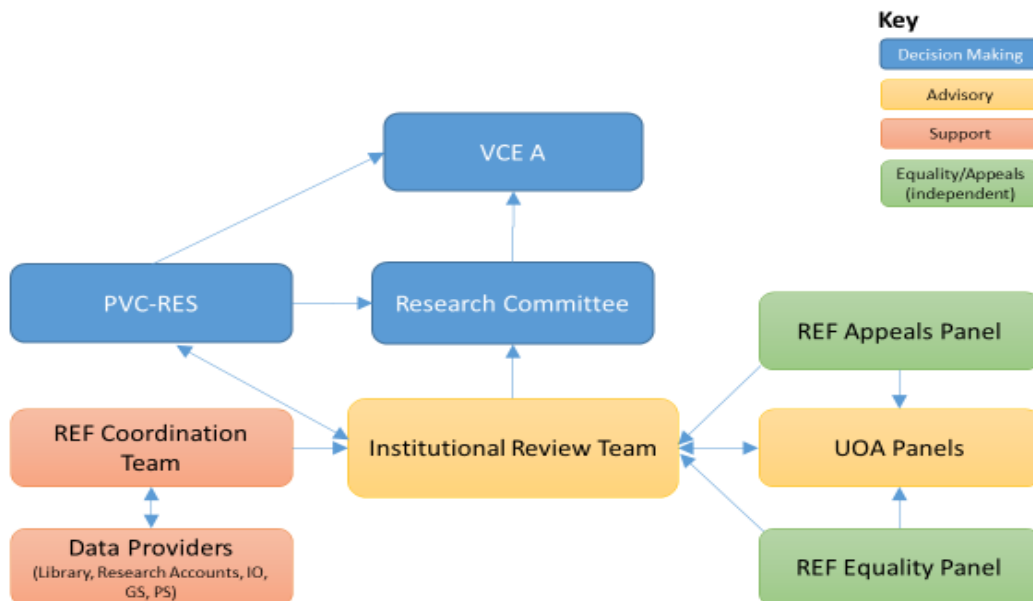 Key
Decision Making
Advisory
Support
Equality/Appeals
(independent)
VCE A
PVC-RES
Research Committee
REF Appeals Panel
REF Coordination
Team
Institutional Review Team
UOA Panels
Data Providers
(Library, Research Accounts, IO,
GS, PS)
REF Equality Panel